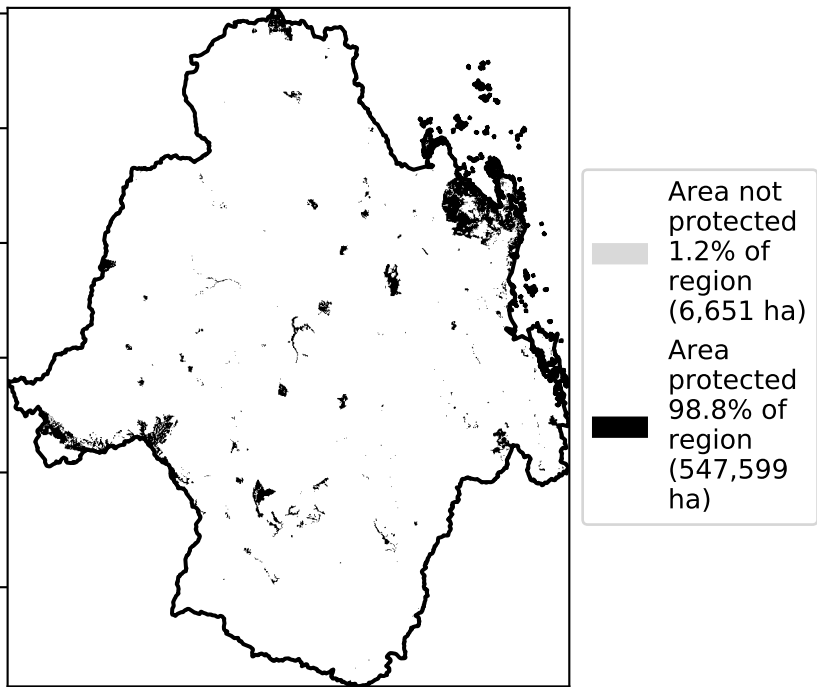 Area not
protected
1.2% of
region
(6,651 ha)
Area
protected
98.8% of
region
(547,599
ha)